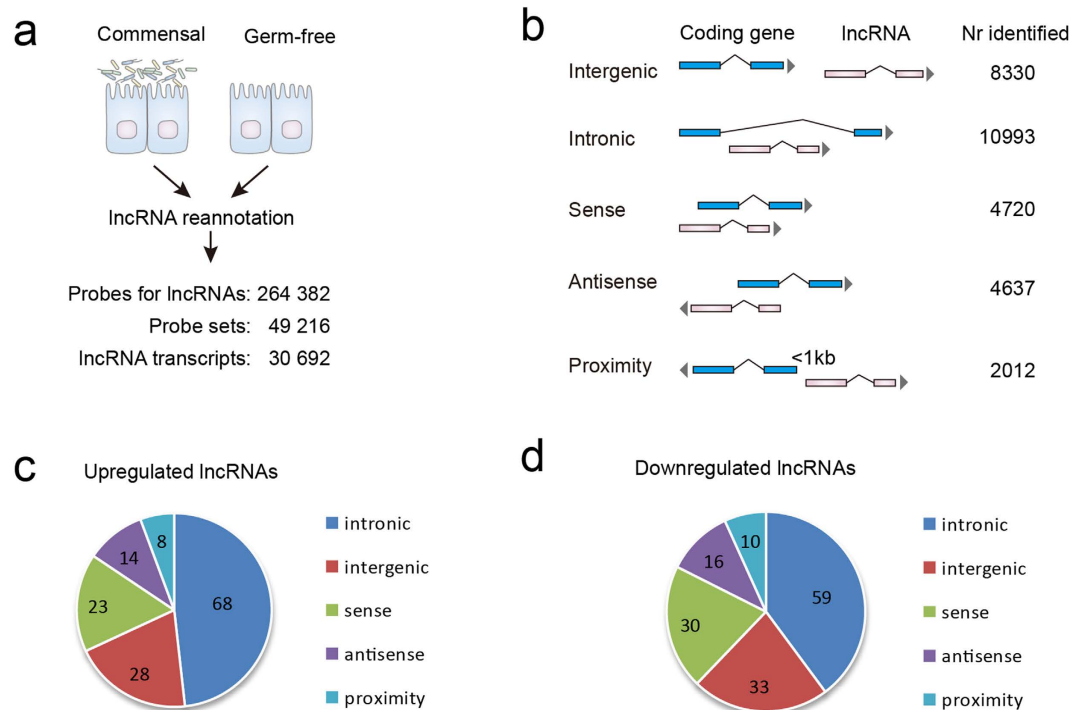 a
Commensal Germ-free
lncRNA reannotation
Probes for lncRNAs: 264 382
Probe sets: 49 216
lncRNA transcripts: 30 692
b
Coding gene lncRNA Nr identified
Intergenic 8330
Intronic 10993
Sense 4720
Antisense 4637
Proximity <1kb 2012
c
Upregulated lncRNAs
8
14
23
68
28
intronic
intergenic
sense
antisense
proximity
d
Downregulated lncRNAs
10
16
59
30
33
intronic
intergenic
sense
antisense
proximity